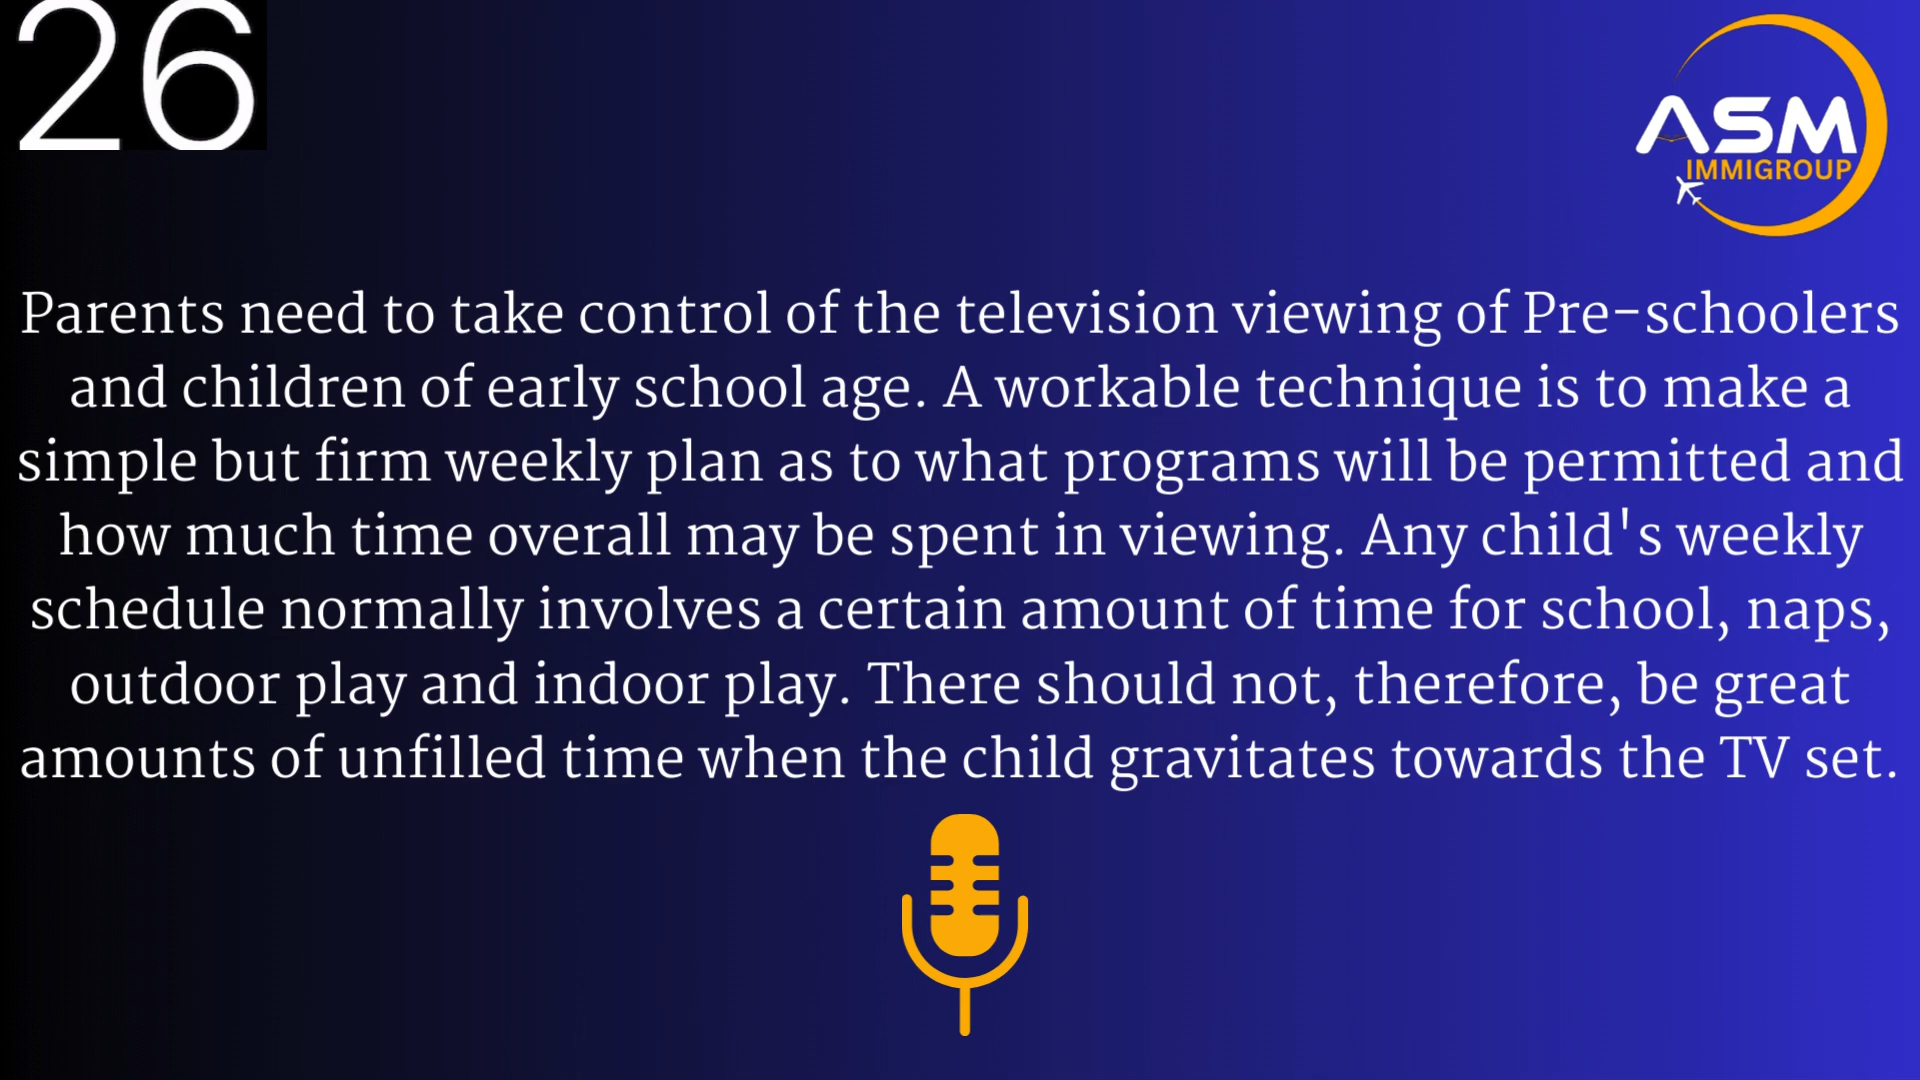 26
ASM
IMMIGROUP
Parents need to take control of the television viewing of Pre-schoolers
and children of early school age. A workable technique is to make a
simple but firm weekly plan as to what programs will be permitted and
how much time overall may be spent in viewing. Any child's weekly
schedule normally involves a certain amount of time for school, naps,
outdoor play and indoor play. There should not, therefore, be great
amounts of unfilled time when the child gravitates towards the TV set.